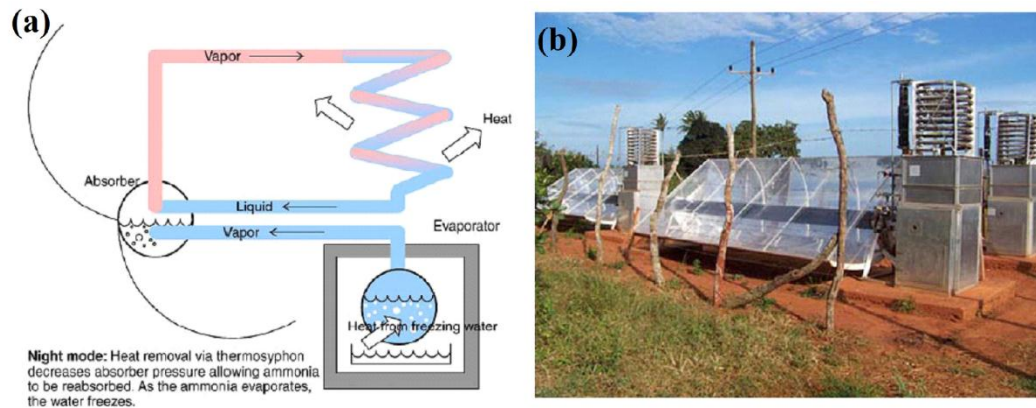 (a)
Vapor
Heat
Absorber
Liquid
Vapor
Evaporator
Heat from freezing water
Night mode: Heat removal via thermosyphon
decreases absorber pressure allowing ammonia
to be reabsorbed. As the ammonia evaporates,
the water freezes.
(b)